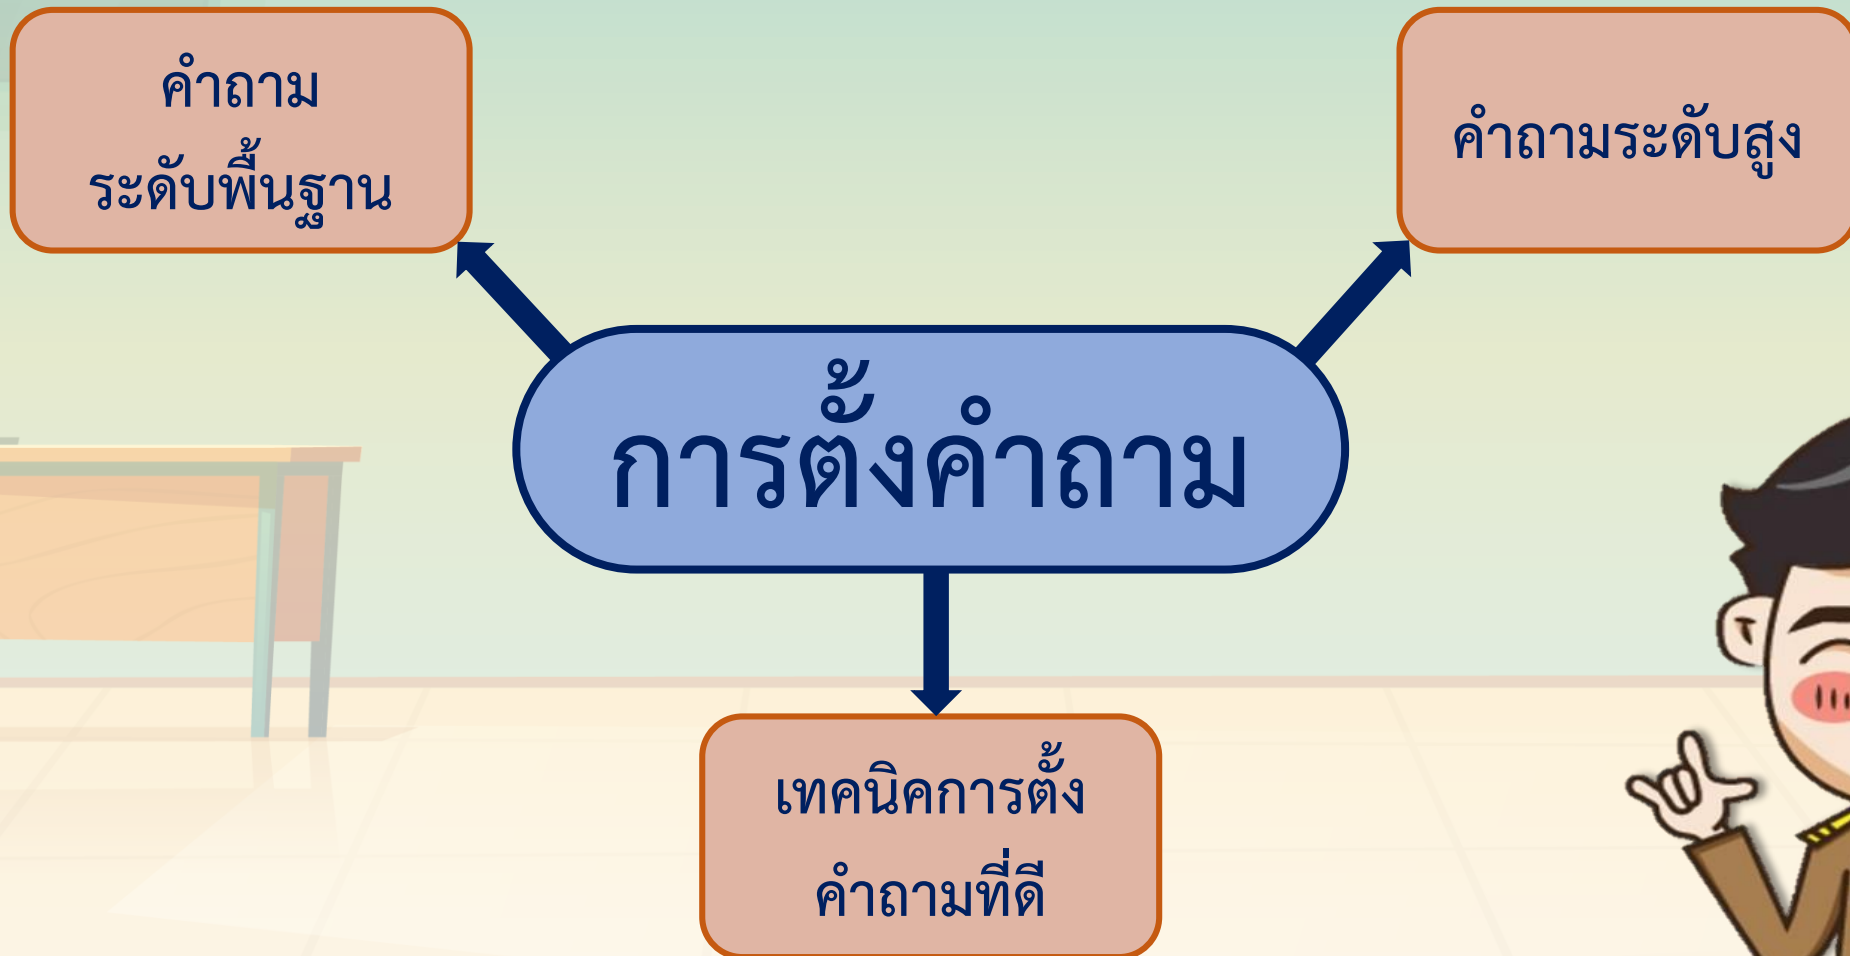 คำถาม
ระดับพื้นฐาน
คำถามระดับสูง
การตั้งคำถาม
เทคนิคการตั้ง
คำถามที่ดี